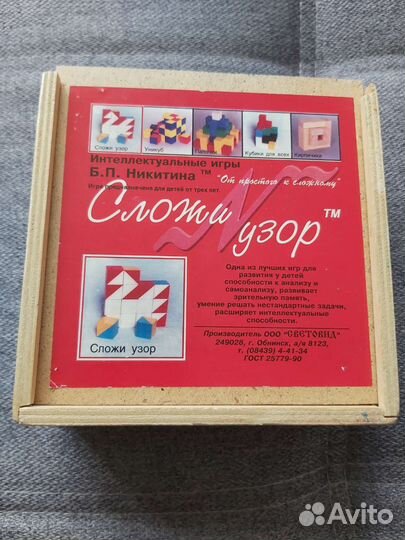 Сложи узор
Уникуб
Кубики для всех
Кирпичики
Интеллектуальные игры
Б.П. Никитина ™
"От простого к сложному"
Игра предназначена для детей от трех лет.
Сложи узор ™
Одна из лучших игр для
развития у детей
способности к анализу и
самоанализу, развивает
зрительную память,
умение решать нестандартные задачи,
расширяет интеллектуальные
способности.
Сложи узор
Производитель ООО "СВЕТОВИД"
249028, г. Обнинск, а/я 8123,
т. (08439) 4-41-34
ГОСТ 25779-90
Avito